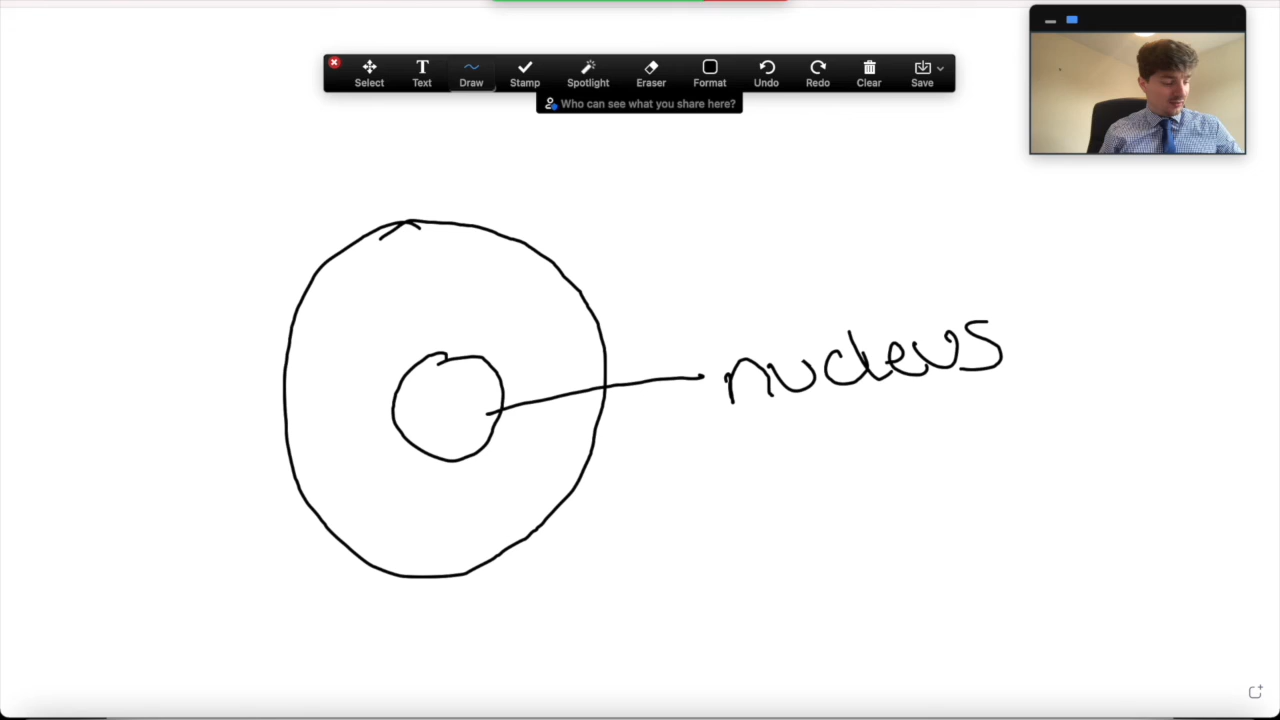 Select Text Draw Stamp Spotlight Eraser Format Undo Redo Clear Save
Who can see what you share here?
nucleus